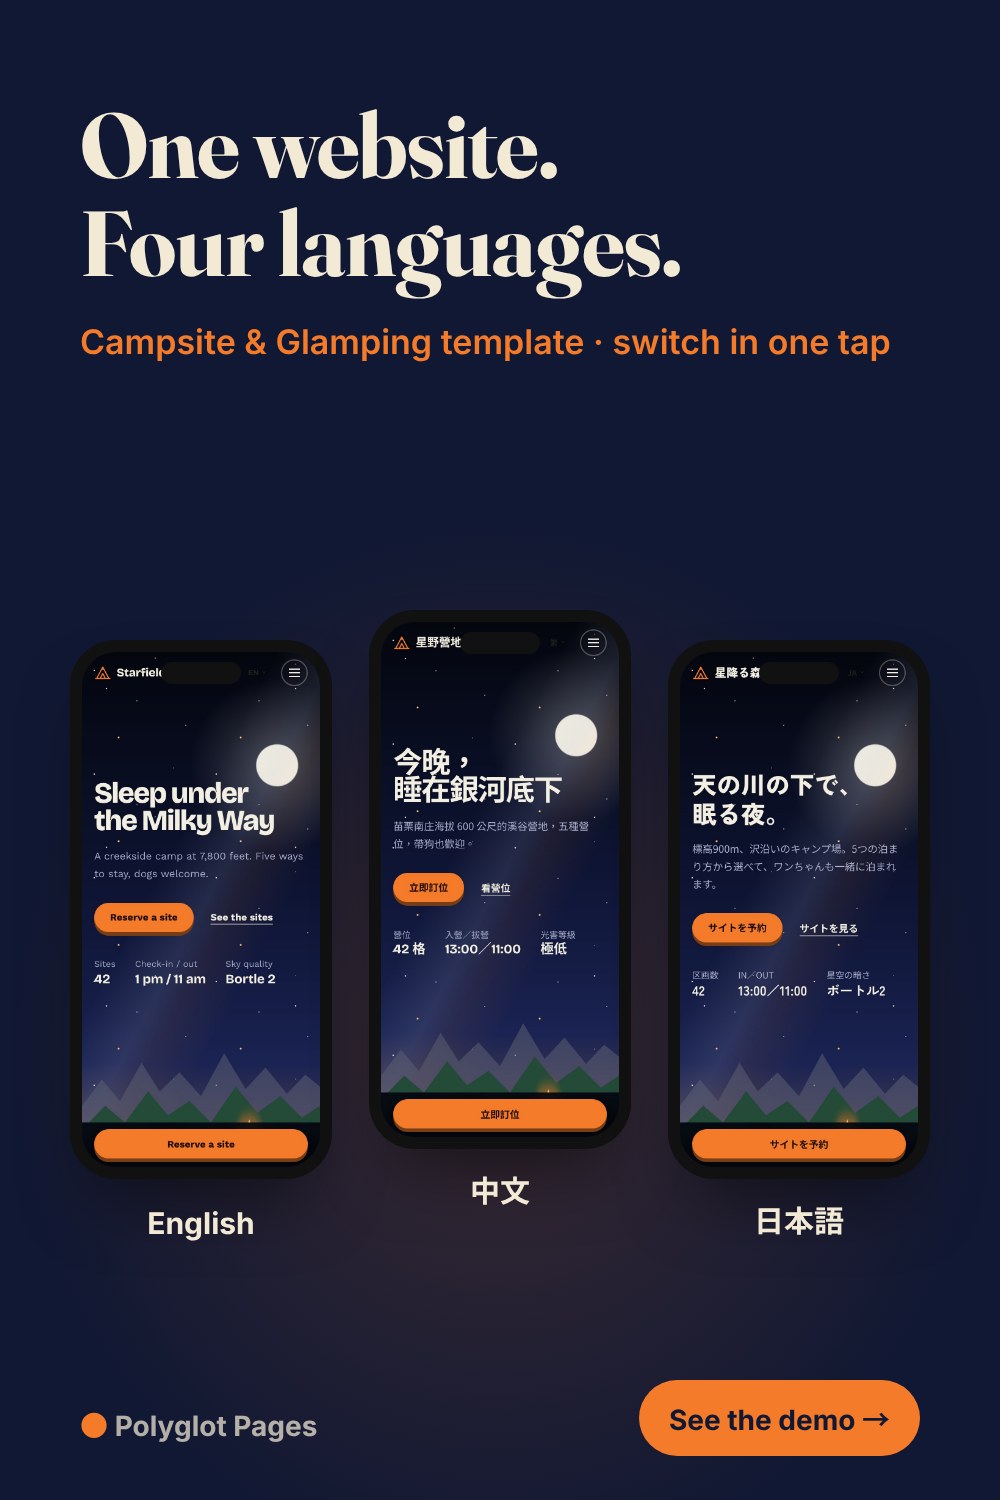 One website.
Four languages.
Campsite & Glamping template · switch in one tap
Starfield
EN
Sleep under
the Milky Way
A creekside camp at 7,800 feet. Five ways
to stay, dogs welcome.
Reserve a site
See the sites
Sites
Check-in / out
Sky quality
42
1 pm / 11 am
Bortle 2
Reserve a site
English
星野營地
繁
今晚，
睡在銀河底下
苗栗南庄海拔 600 公尺的溪谷營地，五種營
位，帶狗也歡迎。
立即訂位
看營位
營位
入營／拔營
光害等級
42 格
13:00／11:00
極低
立即訂位
中文
星降る森
JA
天の川の下で、
眠る夜。
標高900m、沢沿いのキャンプ場。5つの泊ま
り方から選べて、ワンちゃんも一緒に泊まれ
ます。
サイトを予約
サイトを見る
区画数
IN／OUT
星空の暗さ
42
13:00／11:00
ボートル2
サイトを予約
日本語
Polyglot Pages
See the demo →